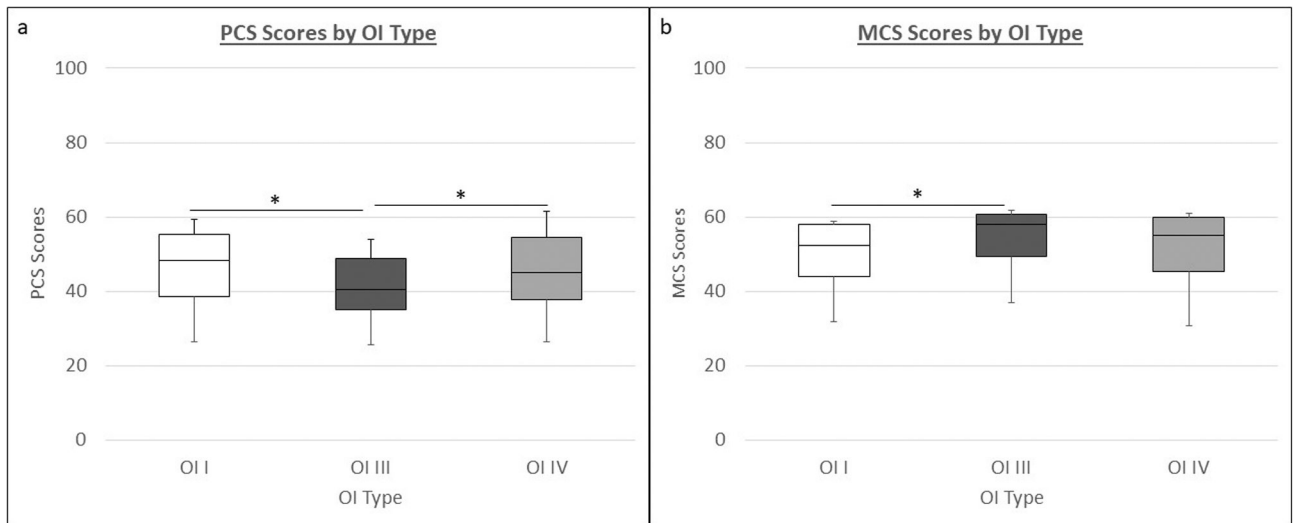 a
PCS Scores by OI Type
100
80
60
40
20
0
PCS Scores
*
*
OI I
OI III
OI IV
OI Type
b
MCS Scores by OI Type
100
80
60
40
20
0
MCS Scores
*
OI I
OI III
OI IV
OI Type